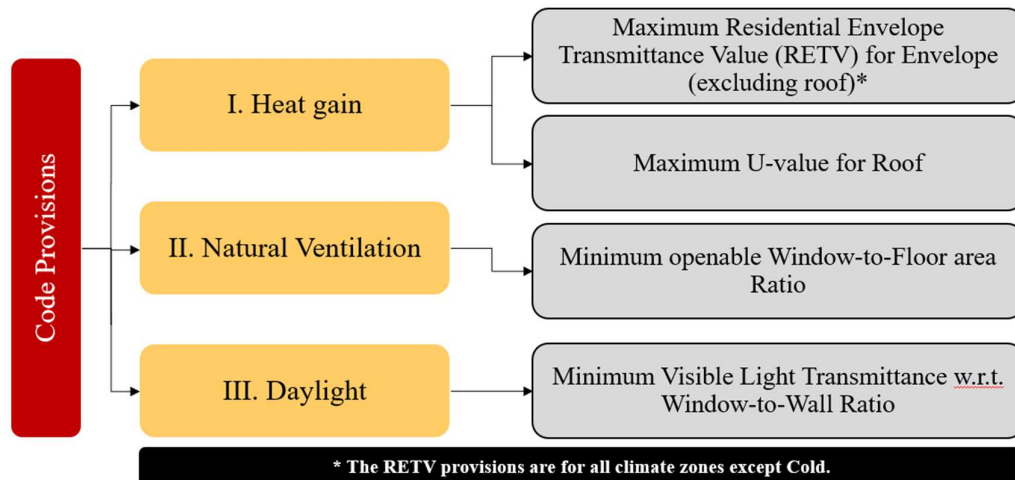 Code Provisions
I. Heat gain
Maximum Residential Envelope
Transmittance Value (RETV) for Envelope
(excluding roof)*
Maximum U-value for Roof
II. Natural Ventilation
Minimum openable Window-to-Floor area
Ratio
III. Daylight
Minimum Visible Light Transmittance w.r.t.
Window-to-Wall Ratio
* The RETV provisions are for all climate zones except Cold.